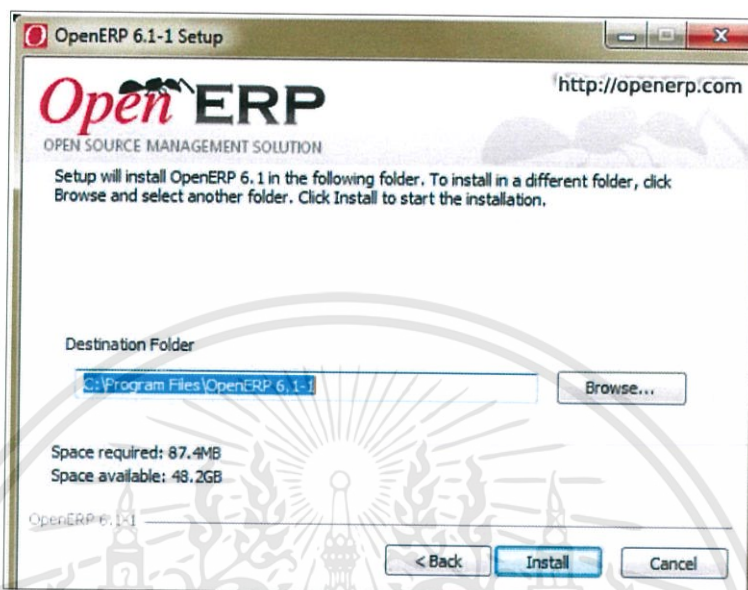 OpenERP 6.1-1 Setup
Open ERP
http://openerp.com
OPEN SOURCE MANAGEMENT SOLUTION
Setup will install OpenERP 6.1 in the following folder. To install in a different folder, click
Browse and select another folder. Click Install to start the installation.
Destination Folder
C:\Program Files\OpenERP 6.1-1
Browse...
Space required: 87.4MB
Space available: 48.2GB
OpenERP 6.1-1
< Back
Install
Cancel